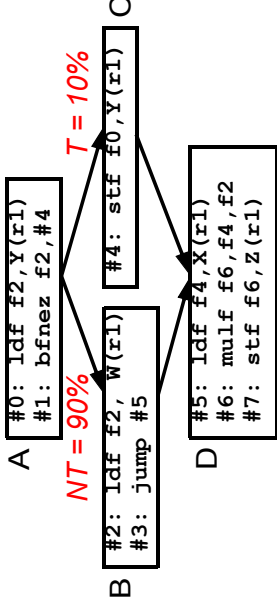 A
#0: ldf f2,Y(r1)
#1: bfnez f2,#4
NT = 90%
T = 10%
B
#2: ldf f2, W(r1)
#3: jump #5
C
#4: stf f0,Y(r1)
D
#5: ldf f4,X(r1)
#6: mulf f6,f4,f2
#7: stf f6,Z(r1)